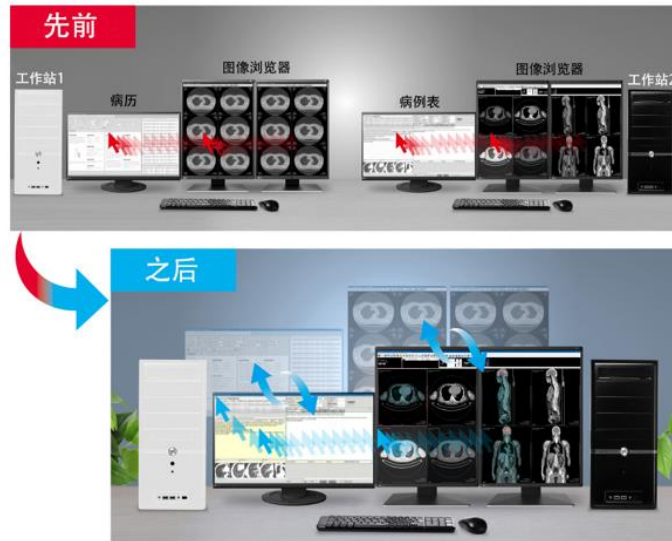 先前
工作站1
病历
图像浏览器
病例表
图像浏览器
工作站2
之后